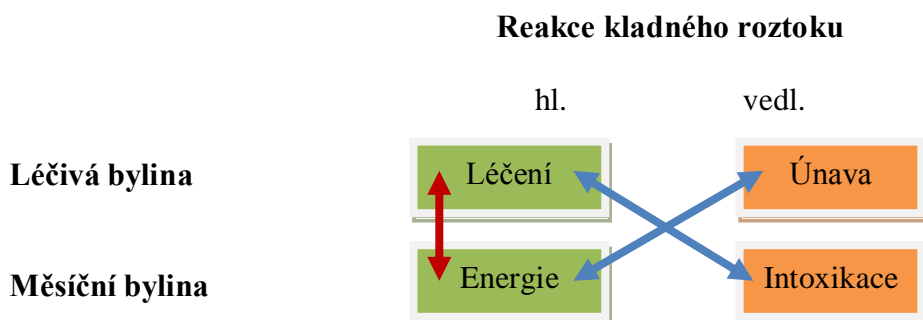 Reakce kladného roztoku
hl. vedl.
Léčivá bylina Léčení Únava
Měsíční bylina Energie Intoxikace